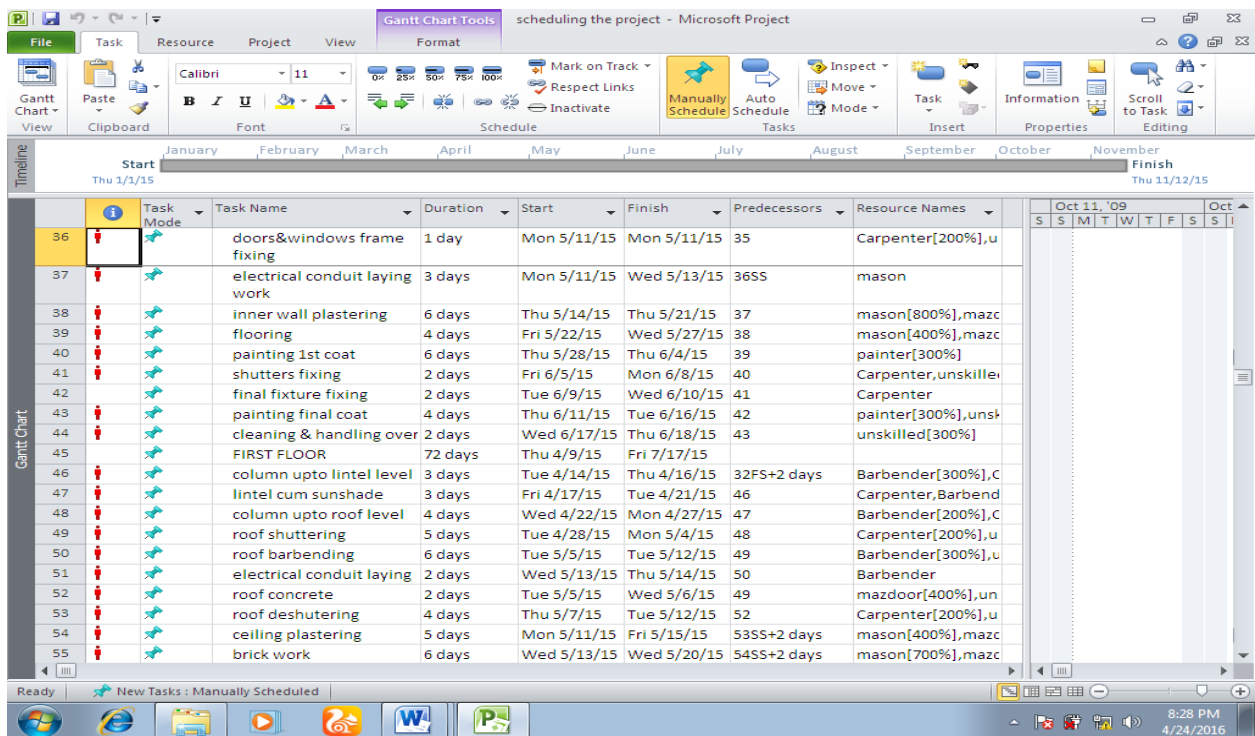 Gantt Chart Tools scheduling the project - Microsoft Project
File Task Resource Project View Format
Calibri 11 0% 25% 50% 75% 100% Mark on Track Inspect
Respect Links Move
Gantt Chart Paste B I U A Inactivate Manually Schedule Auto Schedule Mode Task Information Scroll to Task
View Clipboard Font Schedule Tasks Insert Properties Editing
Timeline
January February March April May June July August September October November
Start Finish
Thu 1/1/15 Thu 11/12/15
Gantt Chart
Task Mode Task Name Duration Start Finish Predecessors Resource Names Oct 11, '09 Oct
S S M T W T F S S
36 doors&windows frame fixing 1 day Mon 5/11/15 Mon 5/11/15 35 Carpenter[200%],u
37 electrical conduit laying work 3 days Mon 5/11/15 Wed 5/13/15 36SS mason
38 inner wall plastering 6 days Thu 5/14/15 Thu 5/21/15 37 mason[800%],mazd
39 flooring 4 days Fri 5/22/15 Wed 5/27/15 38 mason[400%],mazd
40 painting 1st coat 6 days Thu 5/28/15 Thu 6/4/15 39 painter[300%]
41 shutters fixing 2 days Fri 6/5/15 Mon 6/8/15 40 Carpenter,unskille
42 final fixture fixing 2 days Tue 6/9/15 Wed 6/10/15 41 Carpenter
43 painting final coat 4 days Thu 6/11/15 Tue 6/16/15 42 painter[300%],unsk
44 cleaning & handling over 2 days Wed 6/17/15 Thu 6/18/15 43 unskilled[300%]
45 FIRST FLOOR 72 days Thu 4/9/15 Fri 7/17/15
46 column upto lintel level 3 days Tue 4/14/15 Thu 4/16/15 32FS+2 days Barbender[300%],C
47 lintel cum sunshade 3 days Fri 4/17/15 Tue 4/21/15 46 Carpenter,Barbend
48 column upto roof level 4 days Wed 4/22/15 Mon 4/27/15 47 Barbender[200%],C
49 roof shuttering 5 days Tue 4/28/15 Mon 5/4/15 48 Carpenter[200%],u
50 roof barbending 6 days Tue 5/5/15 Tue 5/12/15 49 Barbender[300%],u
51 electrical conduit laying 2 days Wed 5/13/15 Thu 5/14/15 50 Barbender
52 roof concrete 2 days Tue 5/5/15 Wed 5/6/15 49 mazdoor[400%],un
53 roof deshutering 4 days Thu 5/7/15 Tue 5/12/15 52 Carpenter[200%],u
54 ceiling plastering 5 days Mon 5/11/15 Fri 5/15/15 53SS+2 days mason[400%],mazd
55 brick work 6 days Wed 5/13/15 Wed 5/20/15 54SS+2 days mason[700%],mazd
Ready New Tasks : Manually Scheduled
8:28 PM
4/24/2016